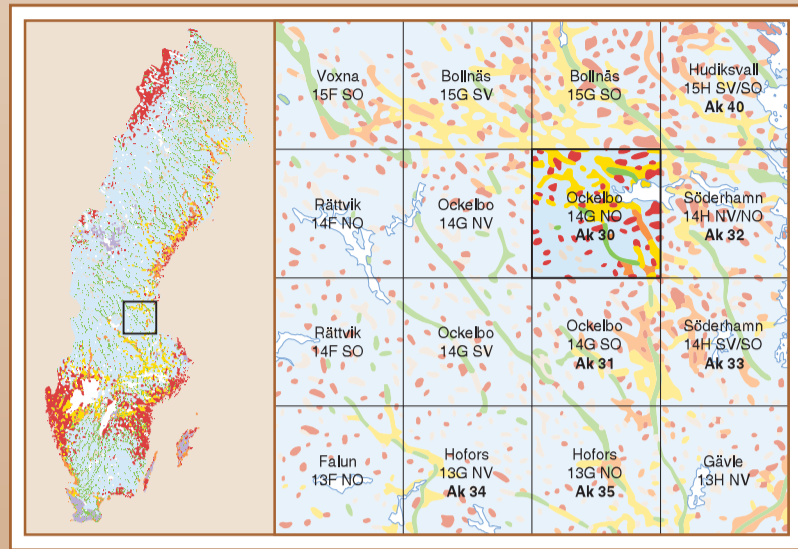 Voxna
15F SO
Bollnäs
15G SV
Bollnäs
15G SO
Hudiksvall
15H SV/SO
Ak 40
Rättvik
14F NO
Ockelbo
14G NV
Ockelbo
14G NO
Ak 30
Söderhamn
14H NV/NO
Ak 32
Rättvik
14F SO
Ockelbo
14G SV
Ockelbo
14G SO
Ak 31
Söderhamn
14H SV/SO
Ak 33
Falun
13F NO
Hofors
13G NV
Ak 34
Hofors
13G NO
Ak 35
Gävle
13H NV